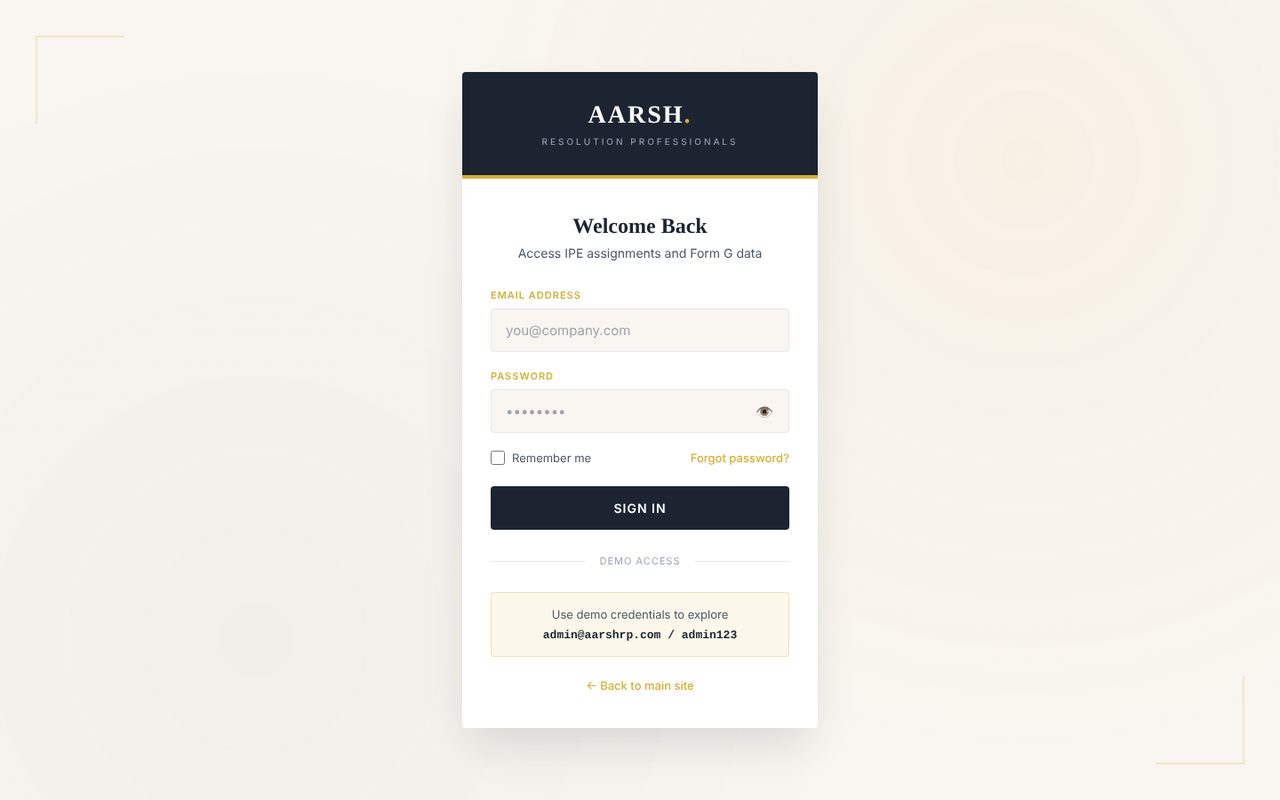 AARSH.
RESOLUTION PROFESSIONALS
Welcome Back
Access IPE assignments and Form G data
EMAIL ADDRESS
you@company.com
PASSWORD
••••••••
Remember me
Forgot password?
SIGN IN
DEMO ACCESS
Use demo credentials to explore
admin@aarshrp.com / admin123
← Back to main site